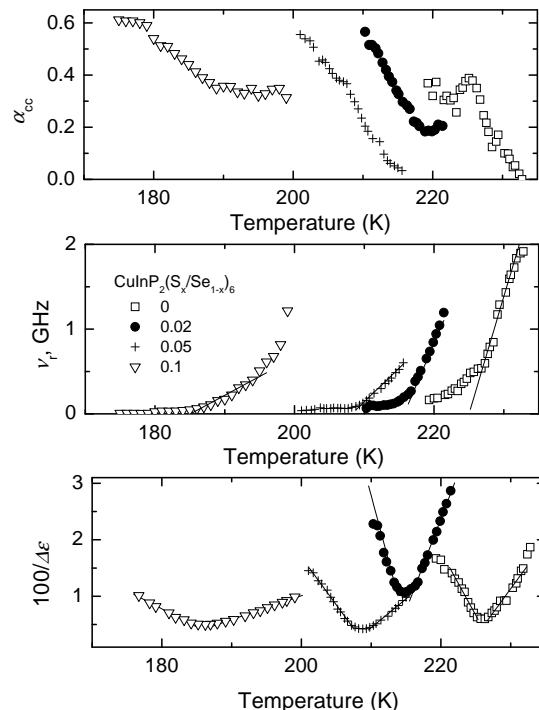 0.6
0.4
0.2
0.0
α_cc
180 200 220
Temperature (K)
2
1
0
ν_r, GHz
CuInP₂(Sₓ/Se₁₋ₓ)₆
0
0.02
0.05
0.1
180 200 220
Temperature (K)
3
2
1
100/Δε
180 200 220
Temperature (K)